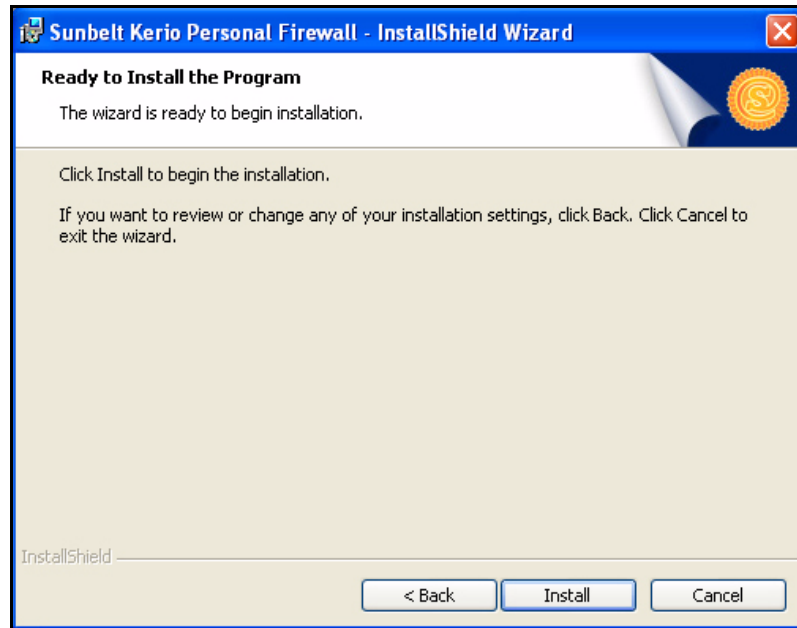 Sunbelt Kerio Personal Firewall - InstallShield Wizard
Ready to Install the Program
The wizard is ready to begin installation.
S
Click Install to begin the installation.
If you want to review or change any of your installation settings, click Back. Click Cancel to
exit the wizard.
InstallShield
< Back
Install
Cancel